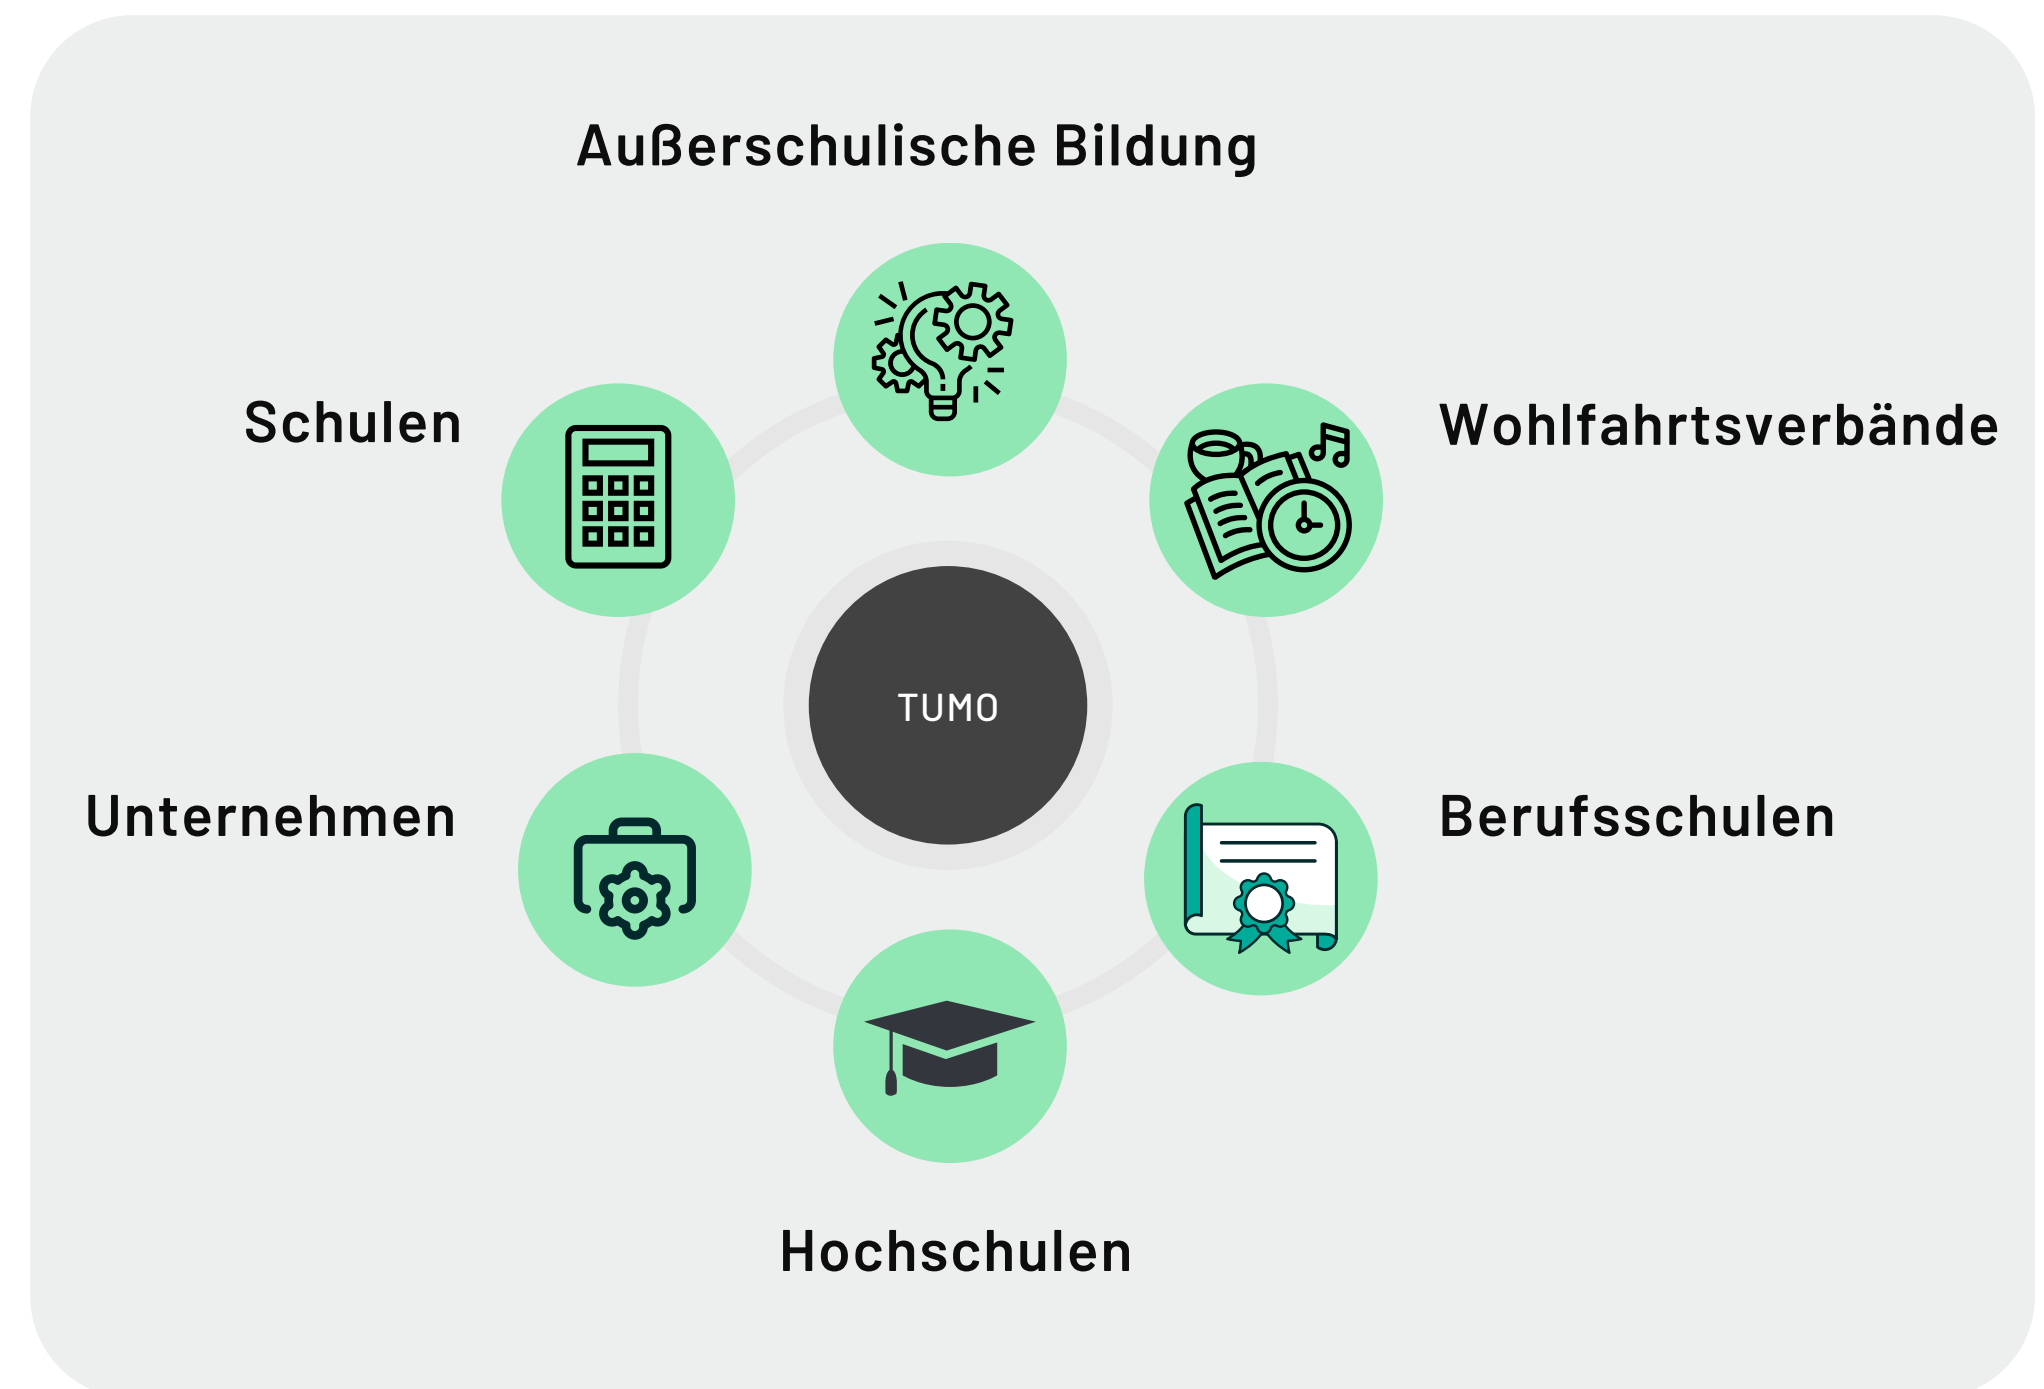 Außerschulische Bildung
Schulen
Wohlfahrtsverbände
TUMO
Unternehmen
Berufsschulen
Hochschulen